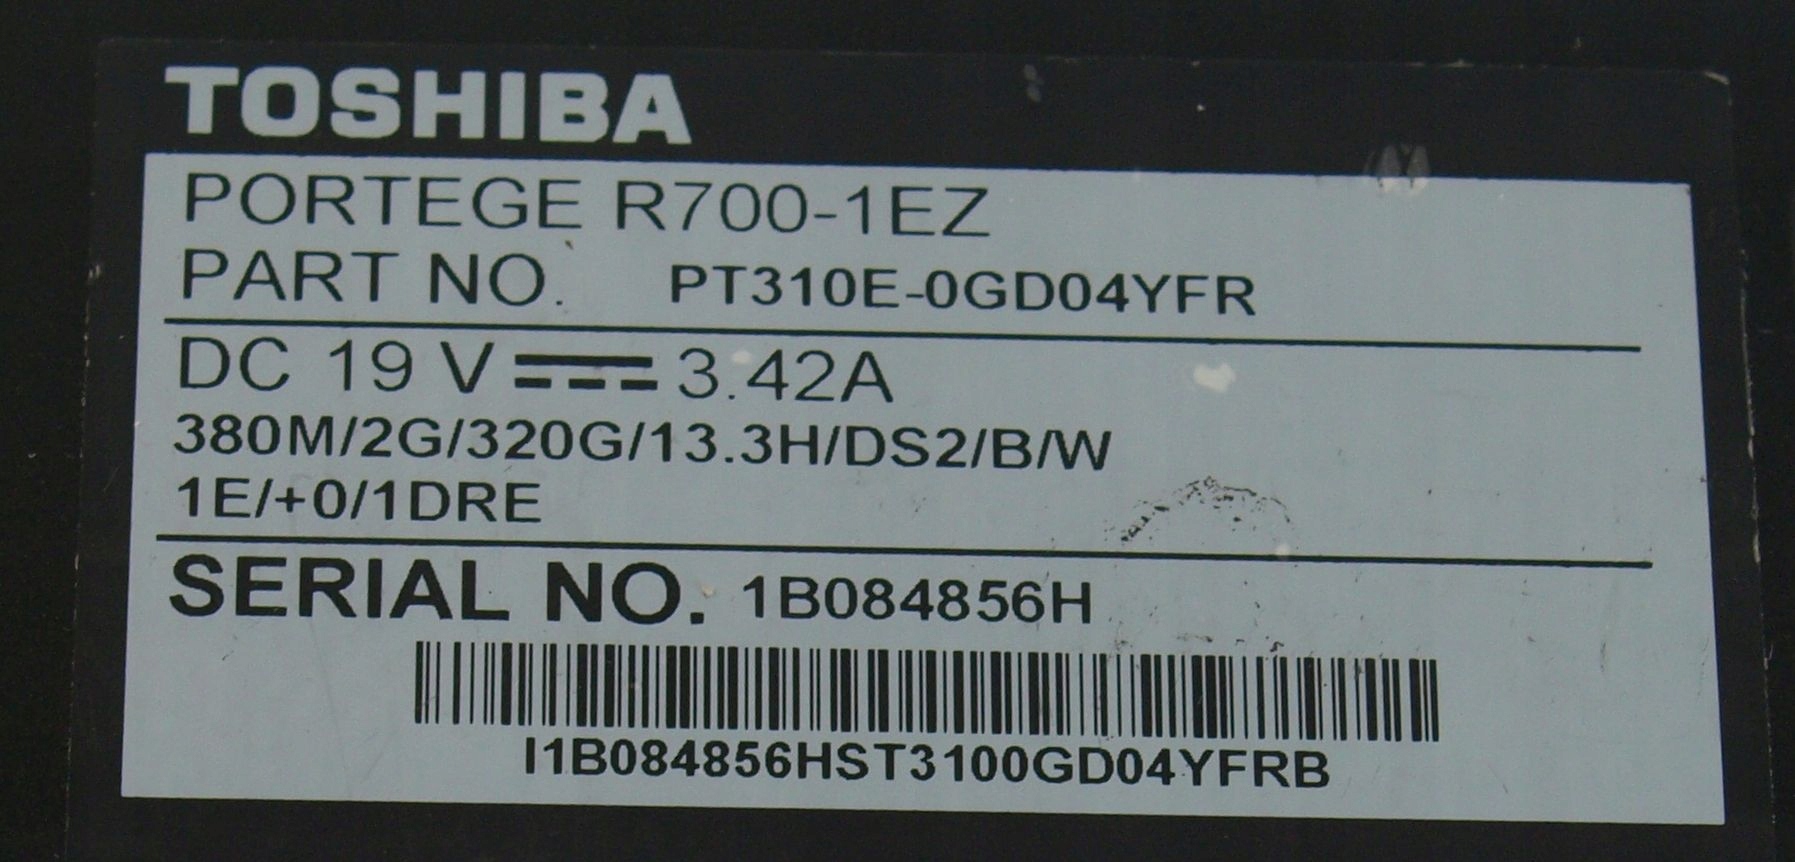 TOSHIBA
PORTEGE R700-1EZ
PART NO. PT310E-0GD04YFR
DC 19 V ⎓ 3.42A
380M/2G/320G/13.3H/DS2/B/W
1E/+0/1DRE
SERIAL NO. 1B084856H
I1B084856HST3100GD04YFRB